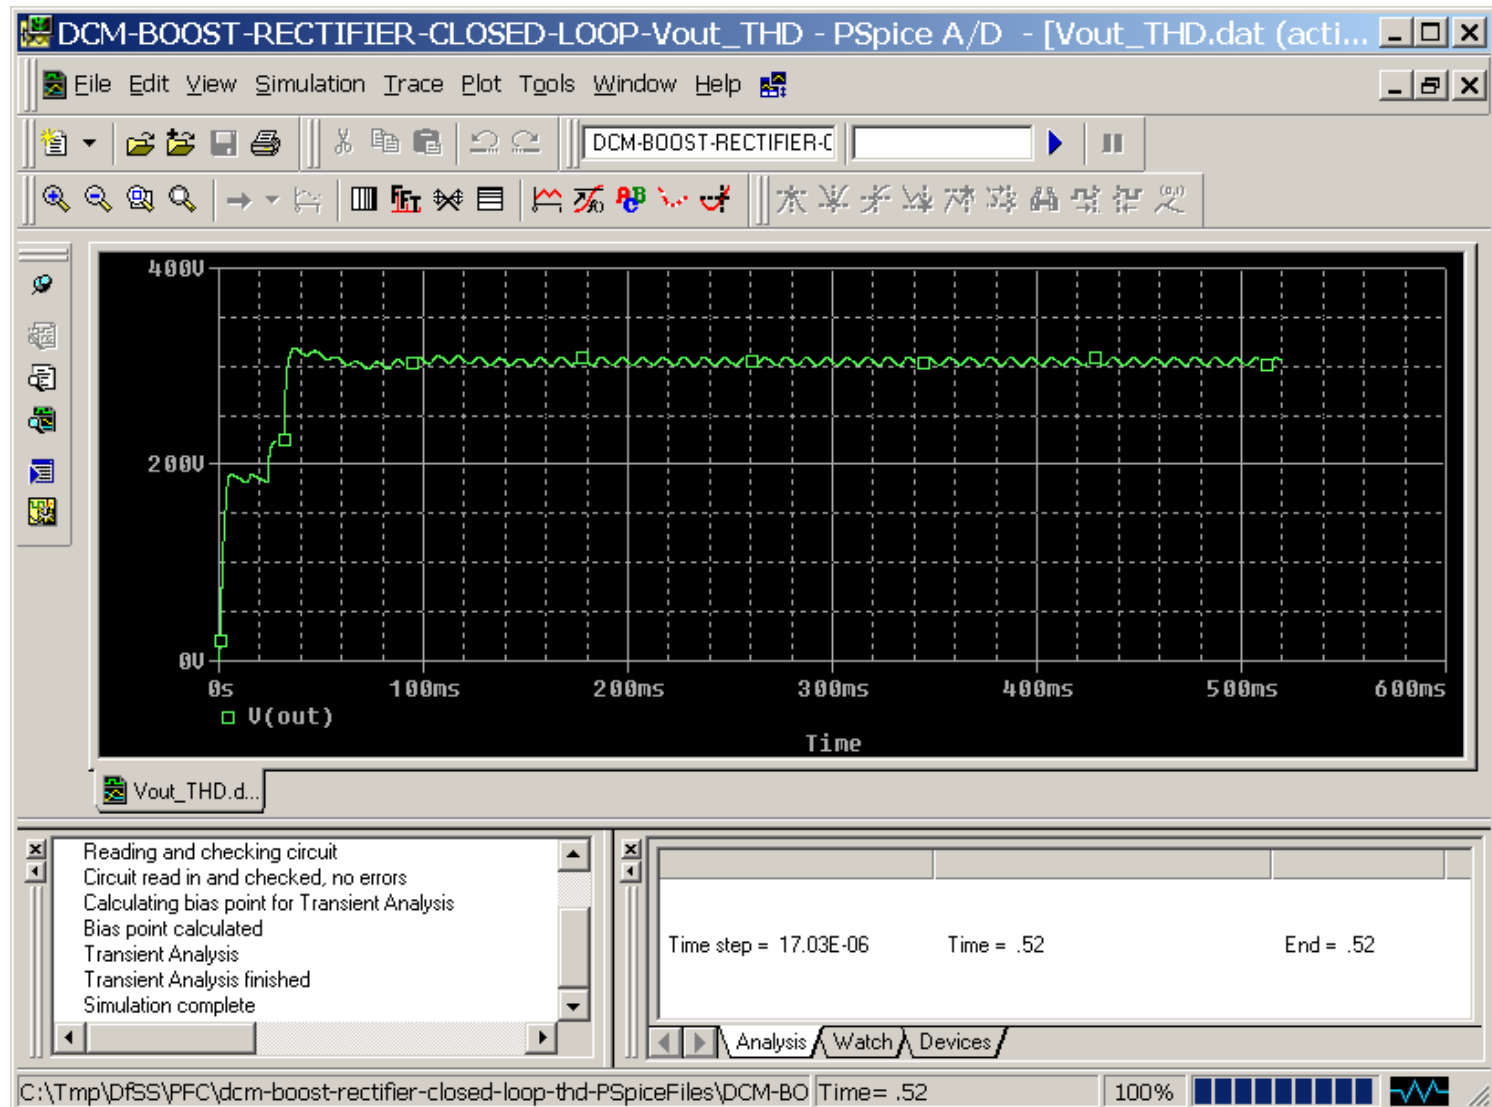 DCM-BOOST-RECTIFIER-CLOSED-LOOP-Vout_THD - PSpice A/D - [Vout_THD.dat (acti...
File Edit View Simulation Trace Plot Tools Window Help
DCM-BOOST-RECTIFIER-C
400V
200V
0V
0s 100ms 200ms 300ms 400ms 500ms 600ms
V(out)
Time
Vout_THD.d...
Reading and checking circuit
Circuit read in and checked, no errors
Calculating bias point for Transient Analysis
Bias point calculated
Transient Analysis
Transient Analysis finished
Simulation complete
Time step = 17.03E-06 Time = .52 End = .52
Analysis Watch Devices
C:\Tmp\DfSS\PFC\dcm-boost-rectifier-closed-loop-thd-PSpiceFiles\DCM-BO Time= .52 100%